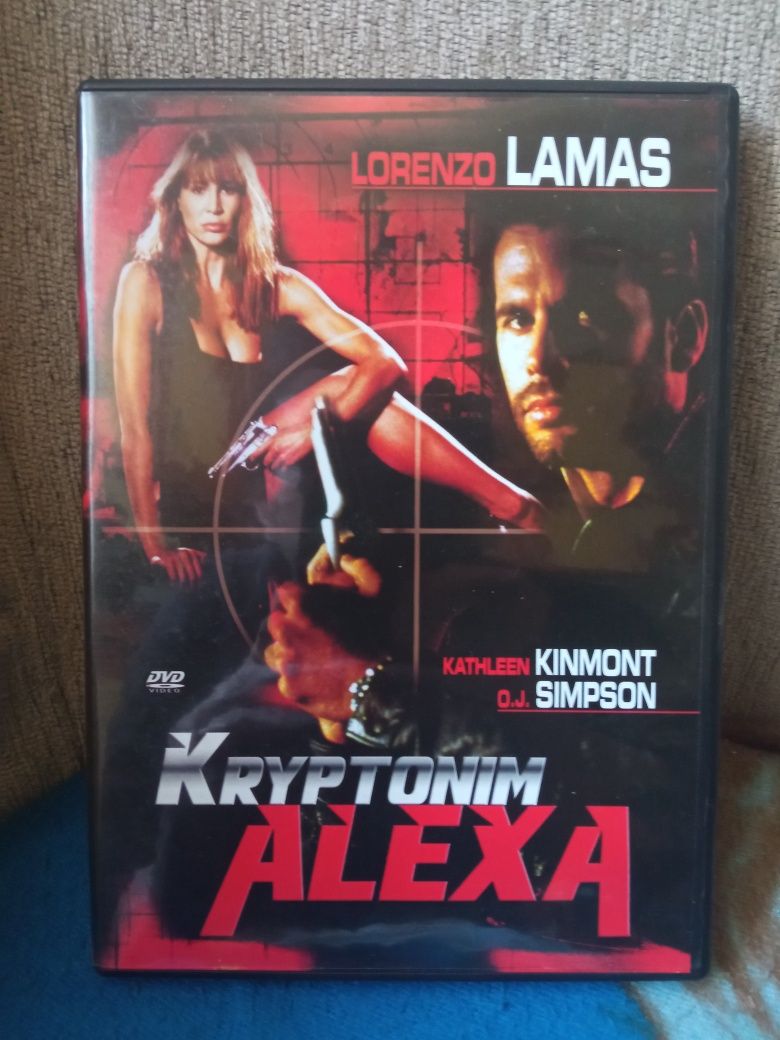 LORENZO LAMAS
KATHLEEN KINMONT
O.J. SIMPSON
DVD
VIDEO
KRYPTONIM
ALEXA